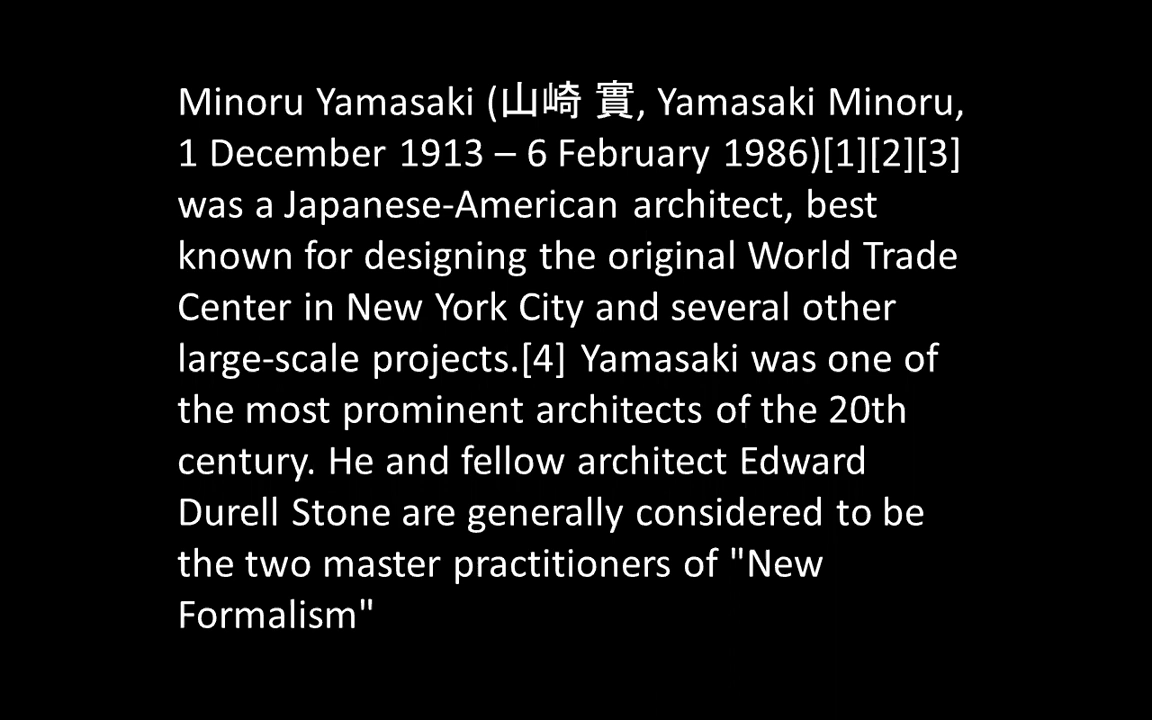 Minoru Yamasaki (山崎 實, Yamasaki Minoru,
1 December 1913 – 6 February 1986)[1][2][3]
was a Japanese-American architect, best
known for designing the original World Trade
Center in New York City and several other
large-scale projects.[4] Yamasaki was one of
the most prominent architects of the 20th
century. He and fellow architect Edward
Durell Stone are generally considered to be
the two master practitioners of "New
Formalism"